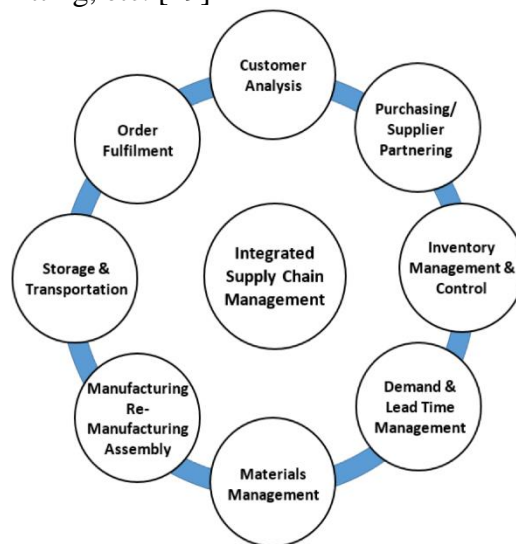 Customer
Analysis
Purchasing/
Supplier
Partnering
Order
Fulfilment
Inventory
Management &
Control
Integrated
Supply Chain
Management
Storage &
Transportation
Demand &
Lead Time
Management
Manufacturing
Re-
Manufacturing
Assembly
Materials
Management